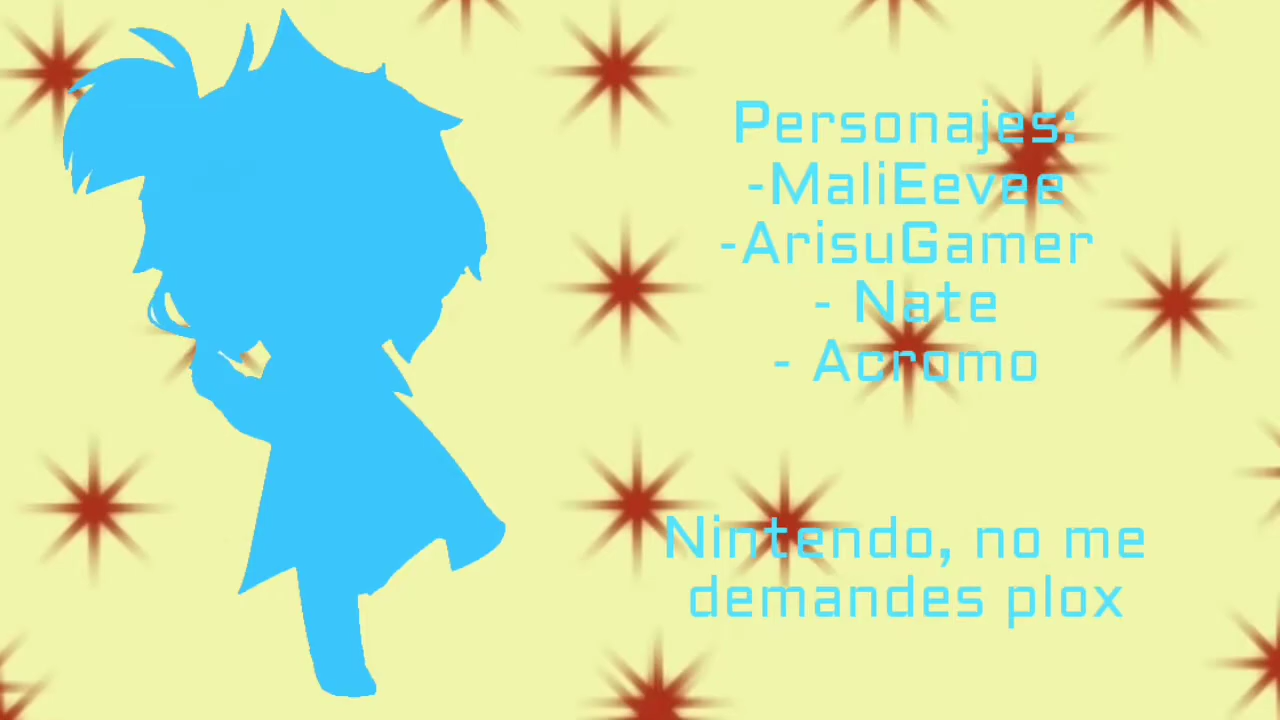 Personajes:
-MaliEevee
-ArisuGamer
- Nate
- Acromo
Nintendo, no me
demandes plox